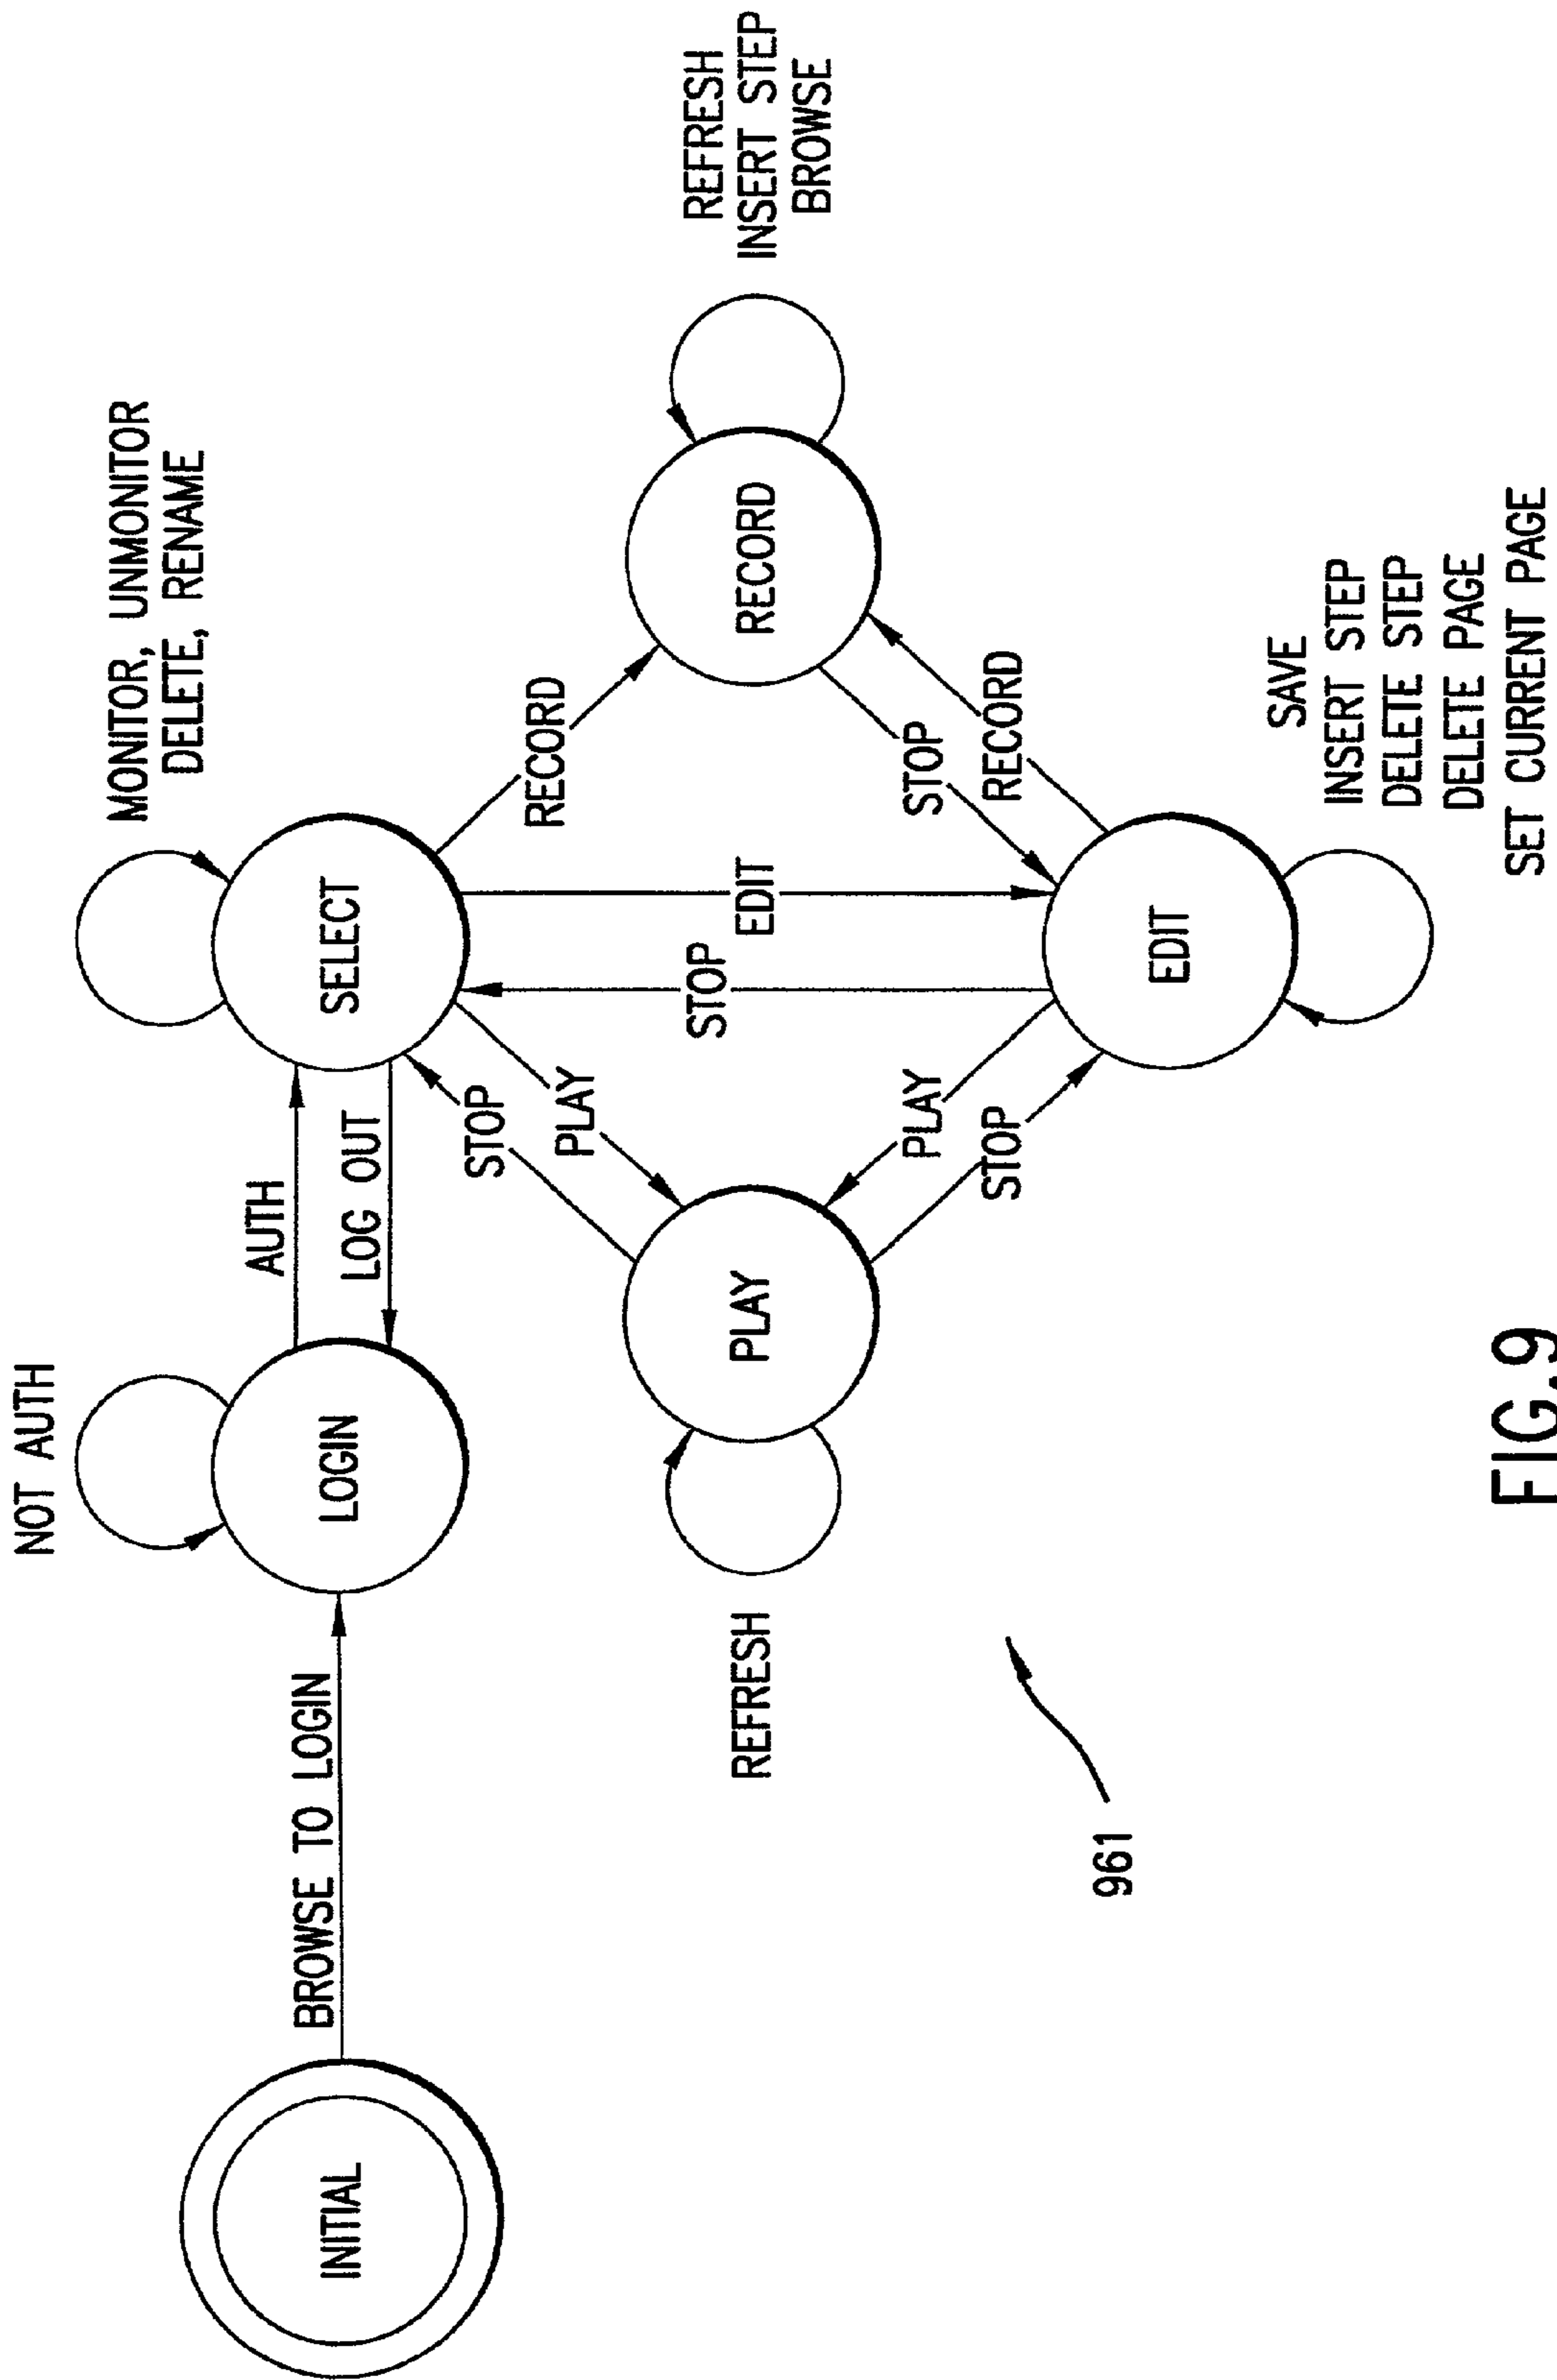 NOT AUTH
MONITOR, UNMONITOR
DELETE, RENAME
BROWSE TO LOGIN
AUTH
LOG OUT
INITIAL
LOGIN
SELECT
STOP
PLAY
RECORD
REFRESH
INSERT STEP
BROWSE
REFRESH
PLAY
STOP
EDIT
RECORD
PLAY
STOP
STOP
RECORD
961
EDIT
SAVE
INSERT STEP
DELETE STEP
DELETE PAGE
SET CURRENT PAGE
FIG.9